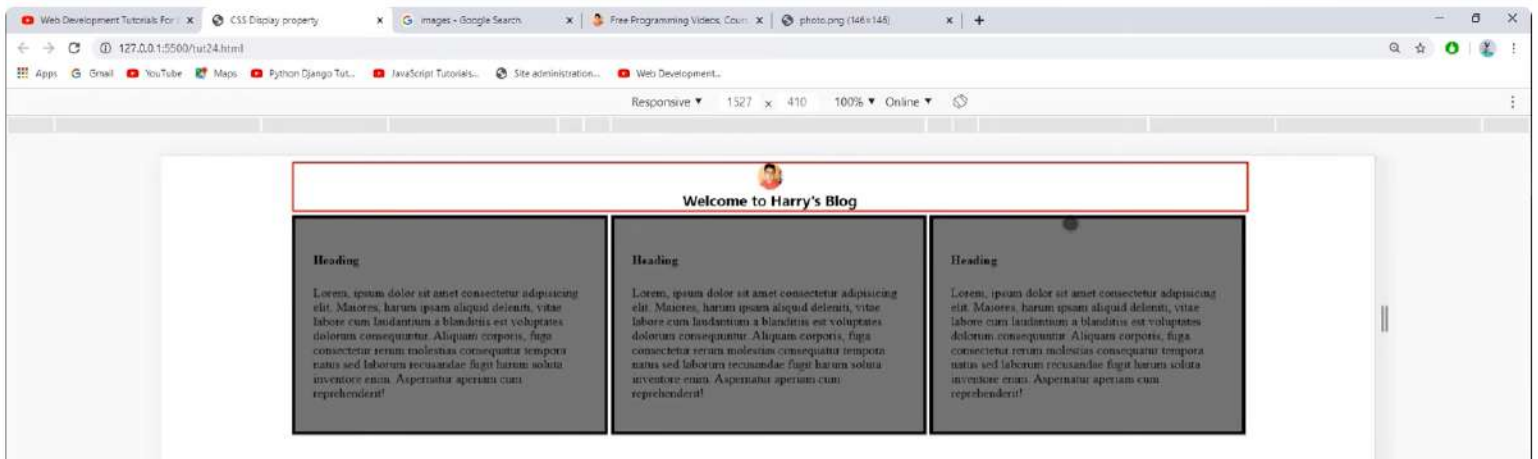 Web Development Tutorials For
CSS Display property
images - Google Search
Free Programming Videos, Cours
photo.png (146×146)
127.0.0.1:5500/tut24.html
Apps
Gmail
YouTube
Maps
Python Django Tut...
JavaScript Tutorials...
Site administration...
Web Development...
Responsive
1527 × 410
100%
Online
Welcome to Harry's Blog
Heading
Lorem, ipsum dolor sit amet consectetur adipisicing
elit. Maiores, harum ipsam aliquid deleniti, vitae
labore cum laudantium a blanditiis est voluptates
dolorum consequuntur. Aliquam corporis, fuga
consectetur rerum molestias consequatur tempora
natus sed laborum recusandae fugit harum soluta
inventore enim. Aspernatur aperiam cum
reprehenderit!
Heading
Lorem, ipsum dolor sit amet consectetur adipisicing
elit. Maiores, harum ipsam aliquid deleniti, vitae
labore cum laudantium a blanditiis est voluptates
dolorum consequuntur. Aliquam corporis, fuga
consectetur rerum molestias consequatur tempora
natus sed laborum recusandae fugit harum soluta
inventore enim. Aspernatur aperiam cum
reprehenderit!
Heading
Lorem, ipsum dolor sit amet consectetur adipisicing
elit. Maiores, harum ipsam aliquid deleniti, vitae
labore cum laudantium a blanditiis est voluptates
dolorum consequuntur. Aliquam corporis, fuga
consectetur rerum molestias consequatur tempora
natus sed laborum recusandae fugit harum soluta
inventore enim. Aspernatur aperiam cum
reprehenderit!